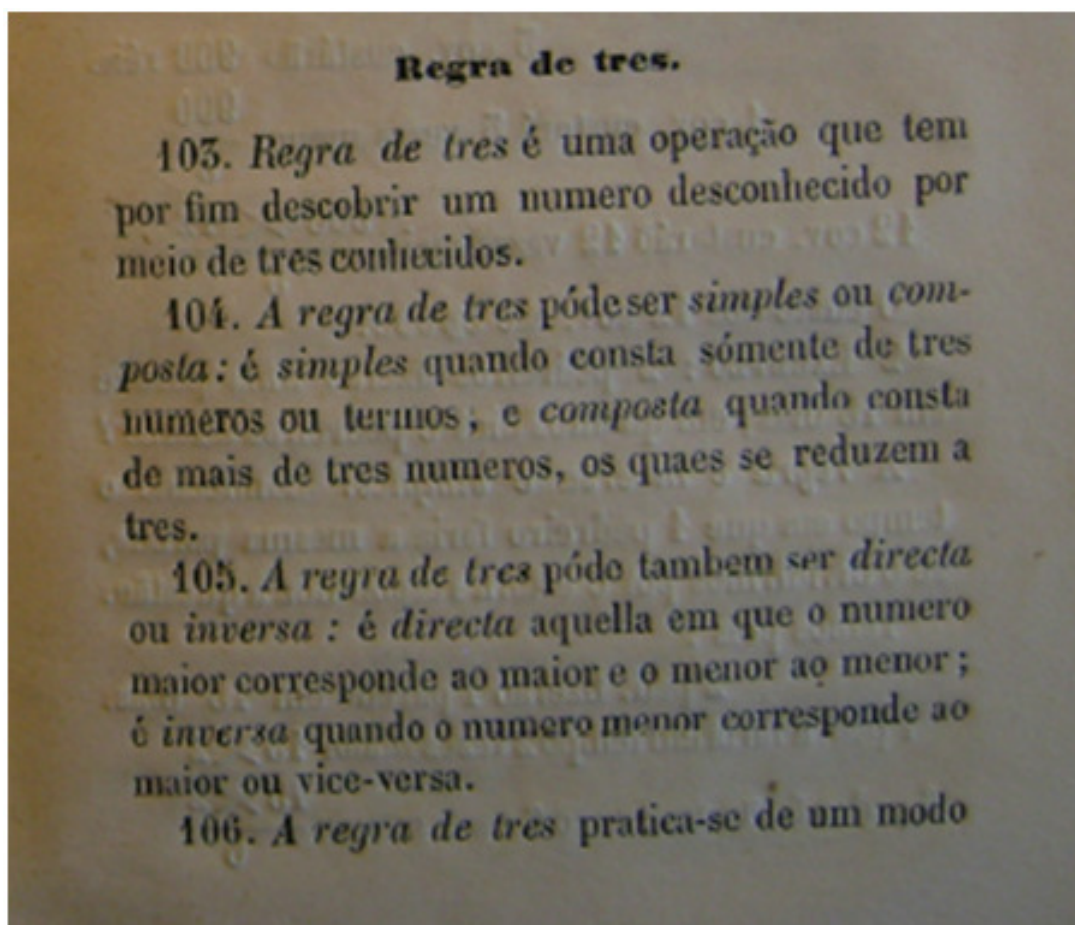 Regra de tres.
103. Regra de tres é uma operação que tem
por fim descobrir um numero desconhecido por
meio de tres conhecidos.
104. A regra de tres póde ser simples ou com-
posta: é simples quando consta sómente de tres
numeros ou termos; e composta quando consta
de mais de tres numeros, os quaes se reduzem a
tres.
105. A regra de tres póde tambem ser directa
ou inversa: é directa aquella em que o numero
maior corresponde ao maior e o menor ao menor;
é inversa quando o numero menor corresponde ao
maior ou vice-versa.
106. A regra de tres pratica-se de um modo